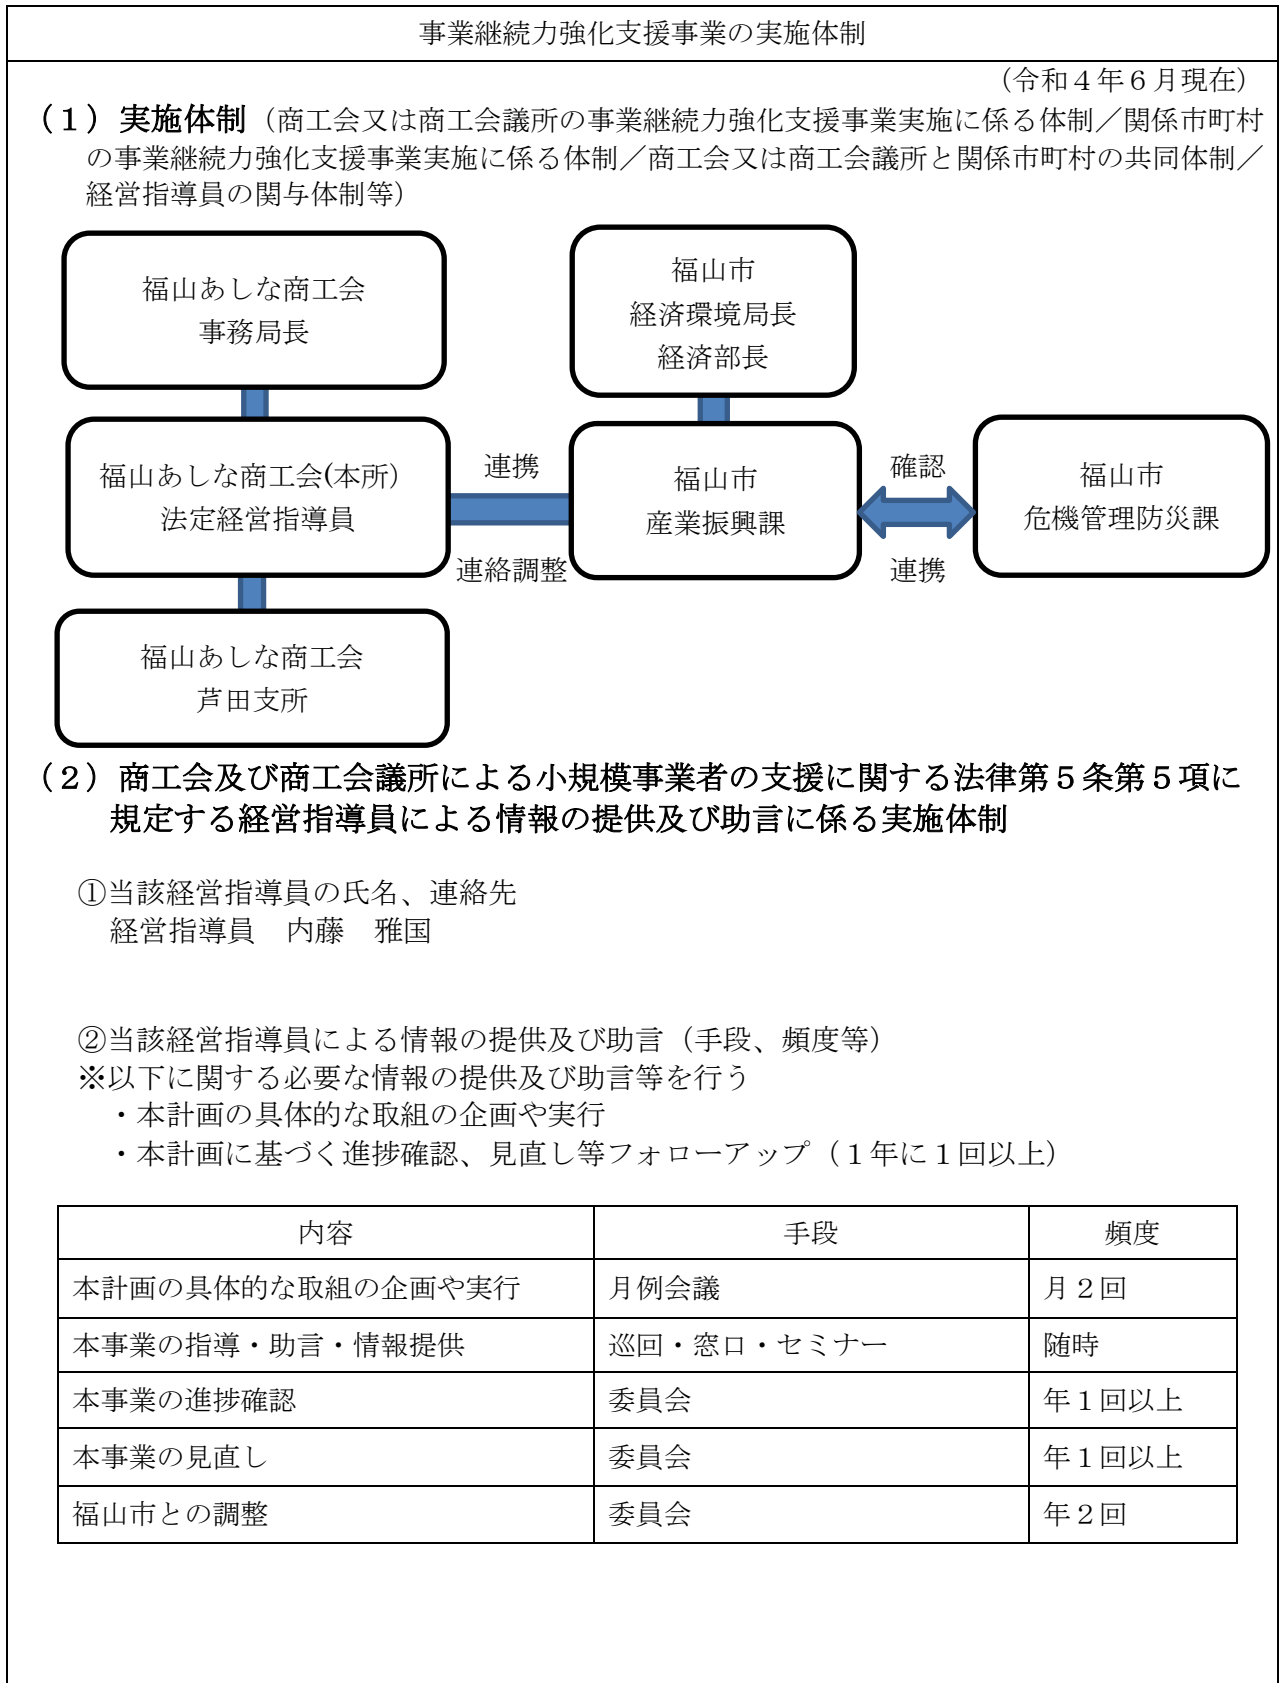 事業継続力強化支援事業の実施体制
（令和４年６月現在）
（１）実施体制（商工会又は商工会議所の事業継続力強化支援事業実施に係る体制／関係市町村
の事業継続力強化支援事業実施に係る体制／商工会又は商工会議所と関係市町村の共同体制／
経営指導員の関与体制等）
福山あしな商工会
事務局長
福山市
経済環境局長
経済部長
福山あしな商工会(本所）
法定経営指導員
連携
連絡調整
福山市
産業振興課
確認
連携
福山市
危機管理防災課
福山あしな商工会
芦田支所
（２）商工会及び商工会議所による小規模事業者の支援に関する法律第５条第５項に
規定する経営指導員による情報の提供及び助言に係る実施体制
①当該経営指導員の氏名、連絡先
経営指導員　内藤　雅国
②当該経営指導員による情報の提供及び助言（手段、頻度等）
※以下に関する必要な情報の提供及び助言等を行う
・本計画の具体的な取組の企画や実行
・本計画に基づく進捗確認、見直し等フォローアップ（１年に１回以上）
内容　手段　頻度
本計画の具体的な取組の企画や実行　月例会議　月２回
本事業の指導・助言・情報提供　巡回・窓口・セミナー　随時
本事業の進捗確認　委員会　年１回以上
本事業の見直し　委員会　年１回以上
福山市との調整　委員会　年２回